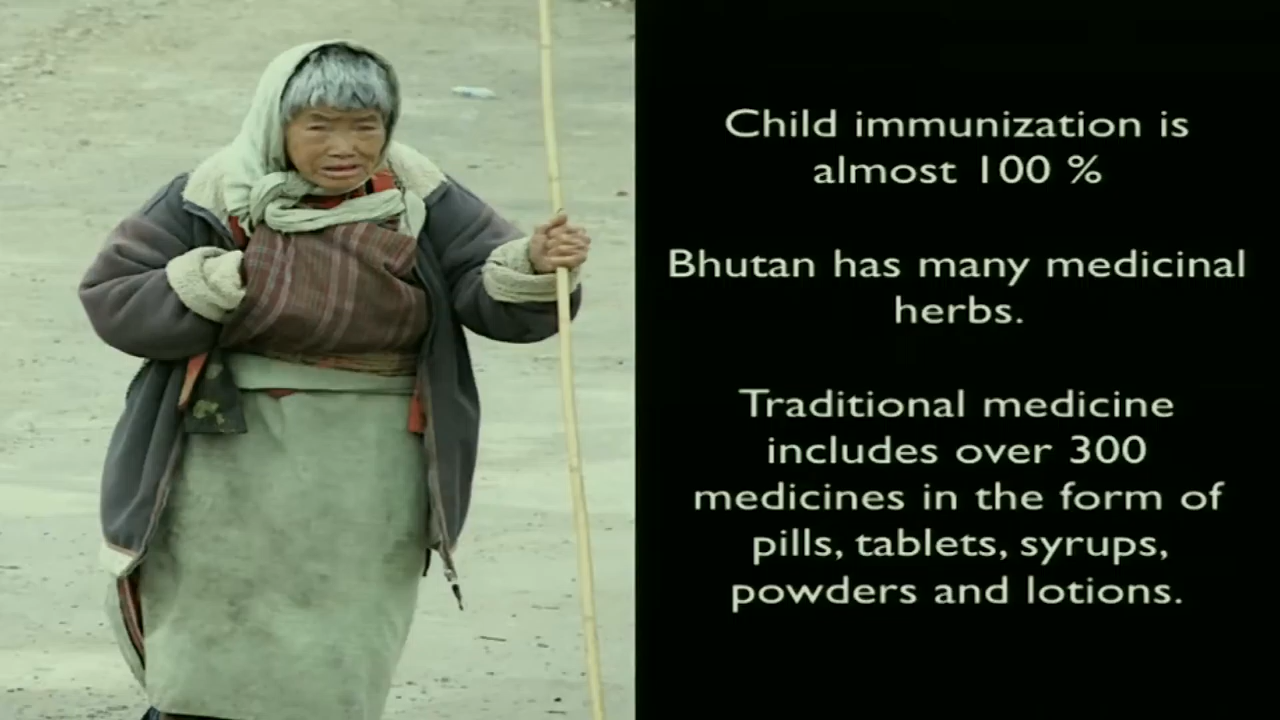 Child immunization is
almost 100 %
Bhutan has many medicinal
herbs.
Traditional medicine
includes over 300
medicines in the form of
pills, tablets, syrups,
powders and lotions.